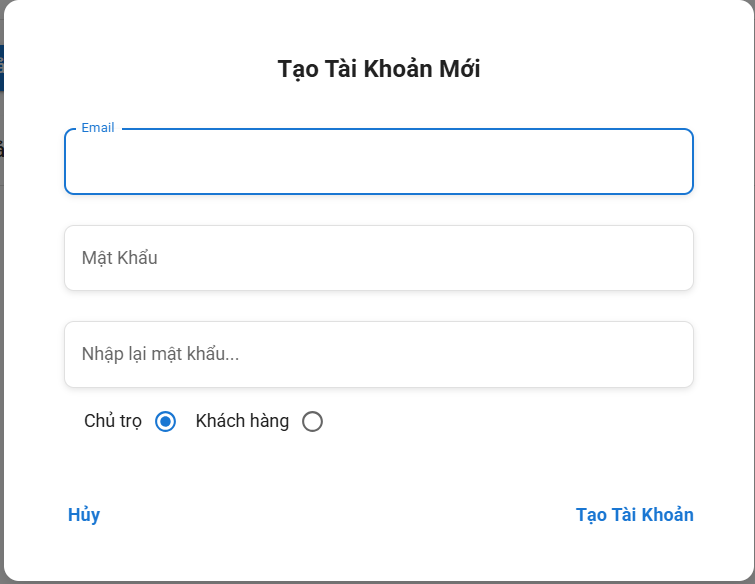 Tạo Tài Khoản Mới
Email
Mật Khẩu
Nhập lại mật khẩu...
Chủ trọ Khách hàng
Hủy Tạo Tài Khoản